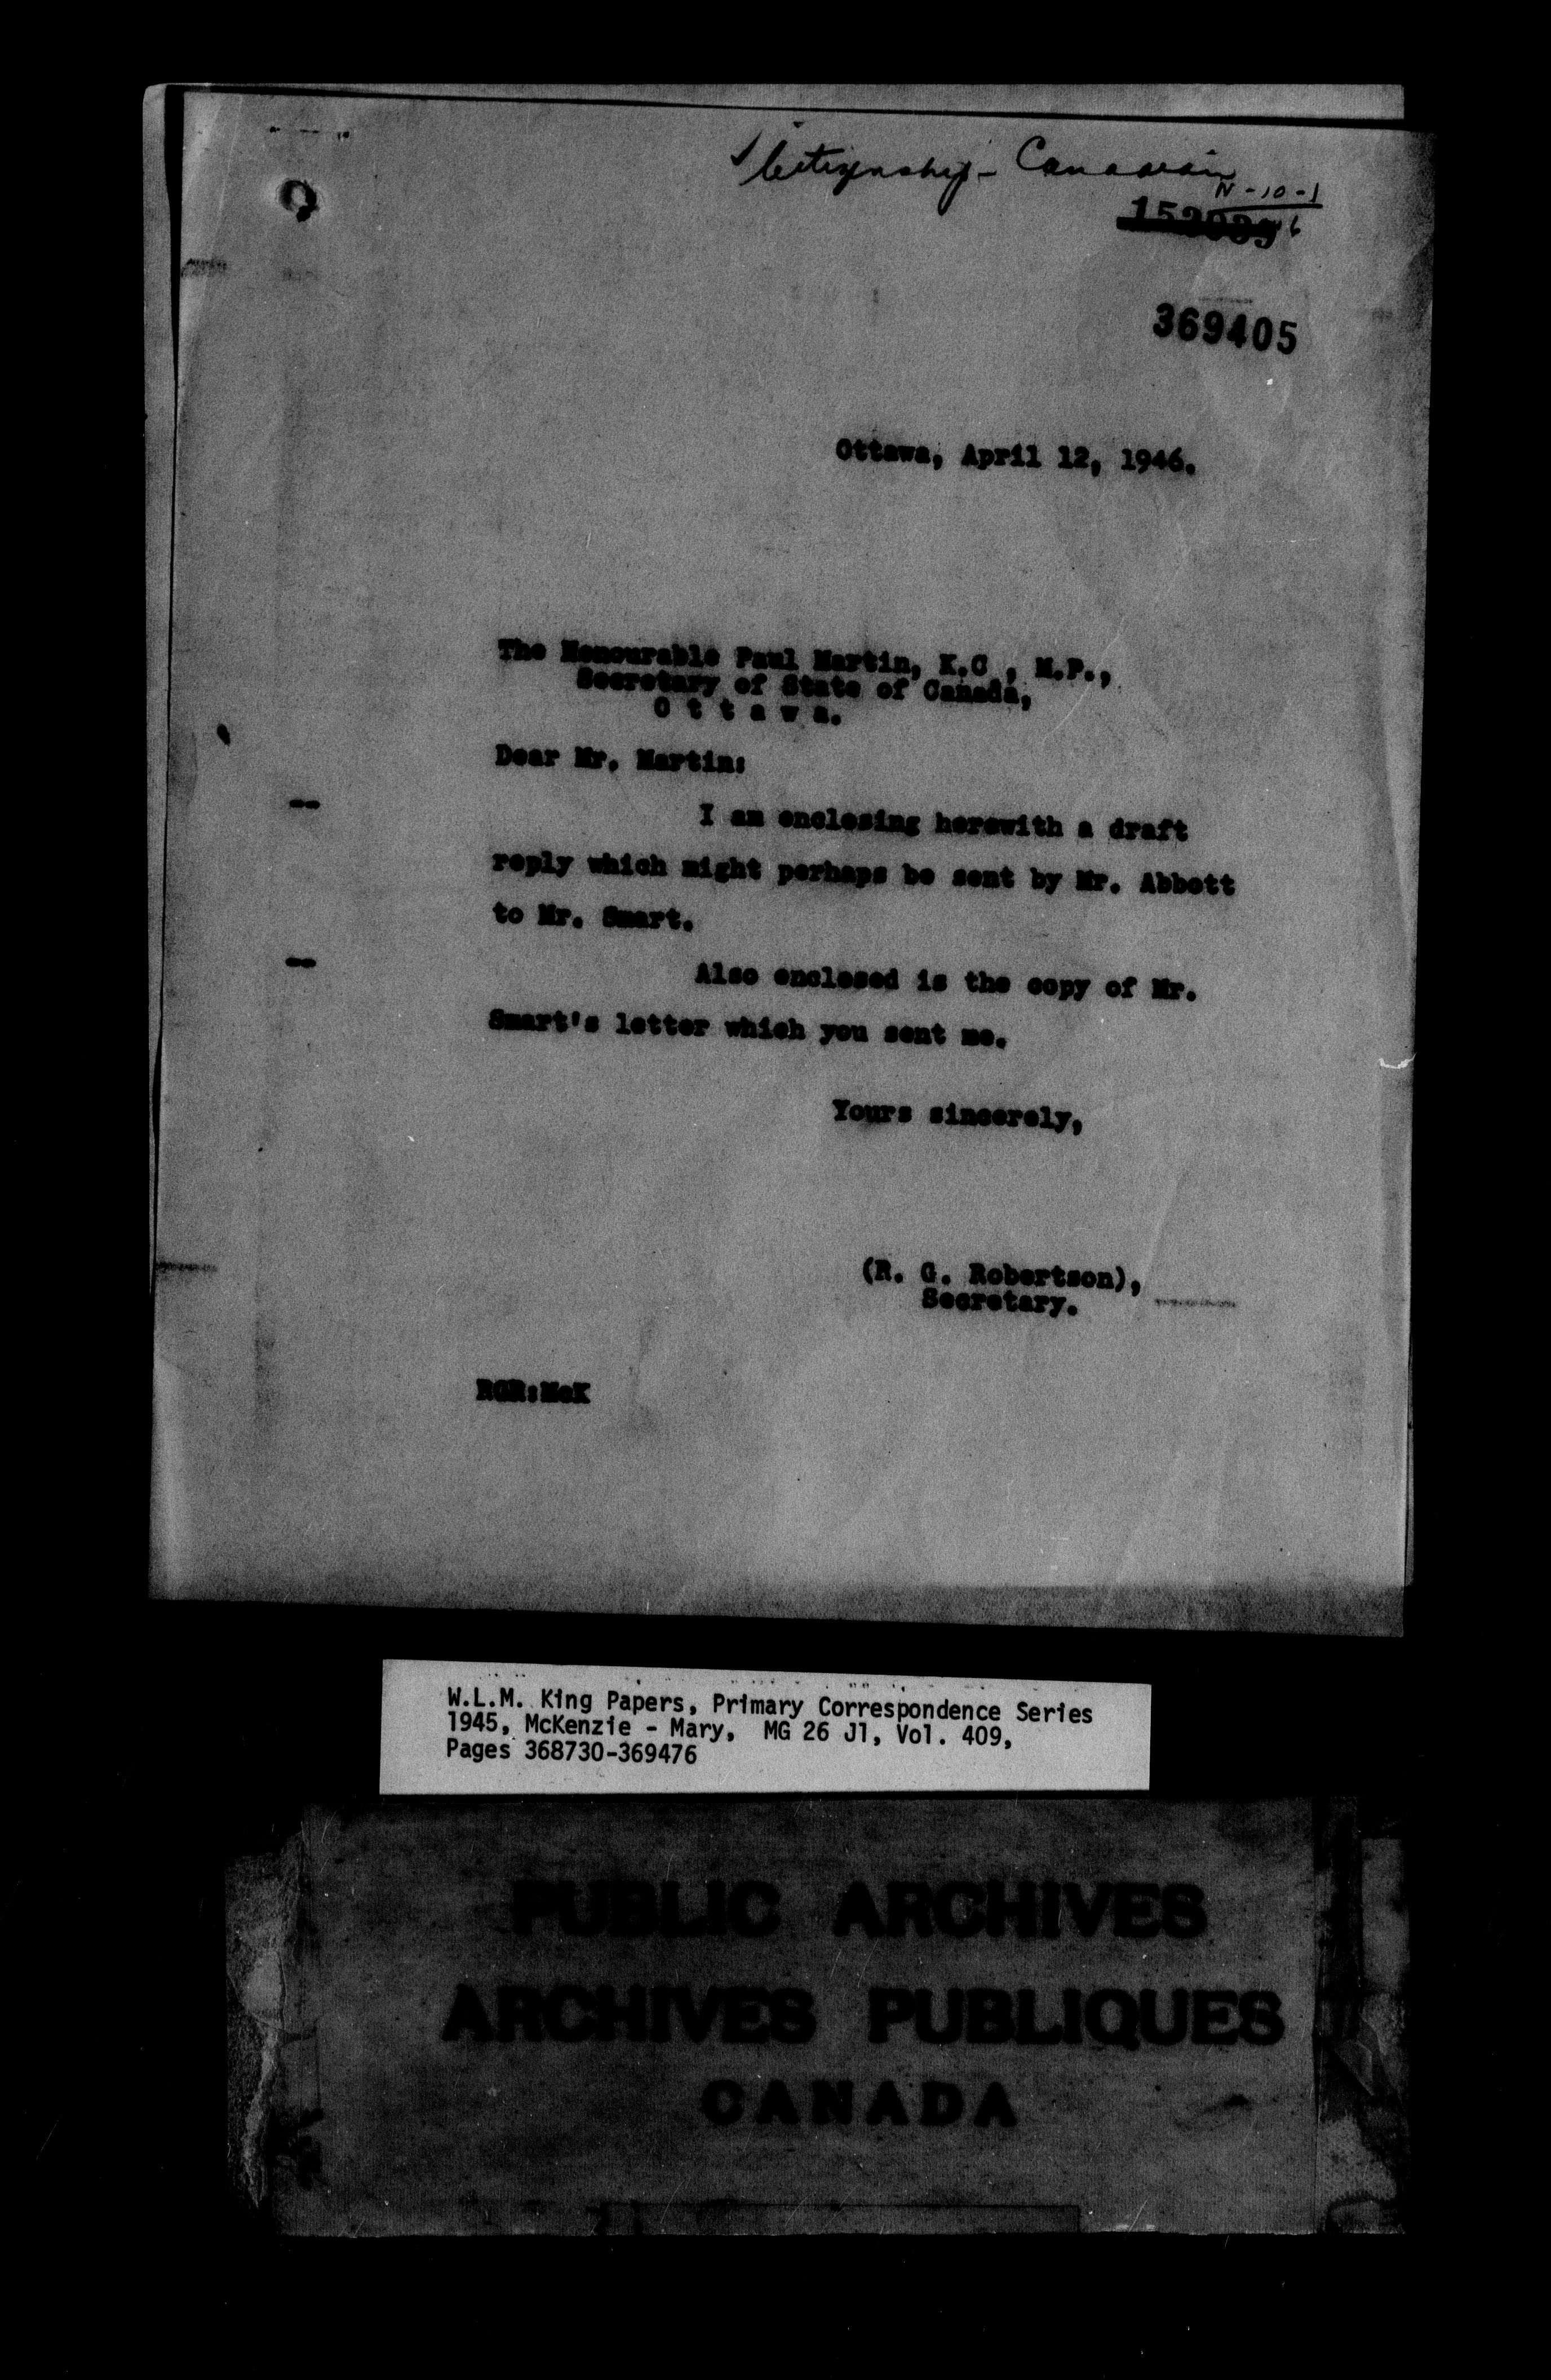 Citizenship - Canadian
N-10-1
369405
Ottawa, April 12, 1946.
The Honourable Paul Martin, K.C , M.P.,
Secretary of State of Canada,
O t t a w a.
Dear Mr. Martin:
I am enclosing herewith a draft
reply which might perhaps be sent by Mr. Abbott
to Mr. Smart.
Also enclosed is the copy of Mr.
Smart's letter which you sent me.
Yours sincerely,
(R. G. Robertson),
Secretary.
RGR:McK
W.L.M. King Papers, Primary Correspondence Series
1945, McKenzie - Mary, MG 26 J1, Vol. 409,
Pages 368730-369476
PUBLIC ARCHIVES
ARCHIVES PUBLIQUES
CANADA